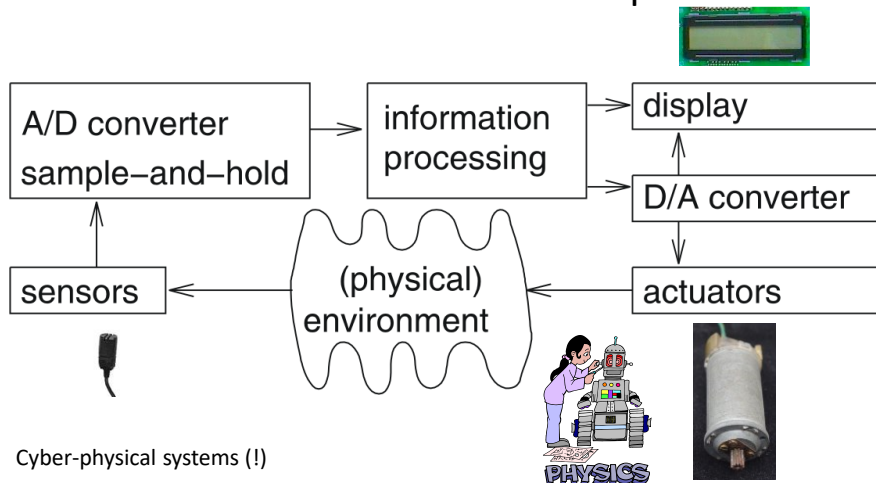 A/D converter
sample−and−hold
information
processing
display
D/A converter
sensors
(physical)
environment
actuators
Cyber-physical systems (!)
PHYSICS